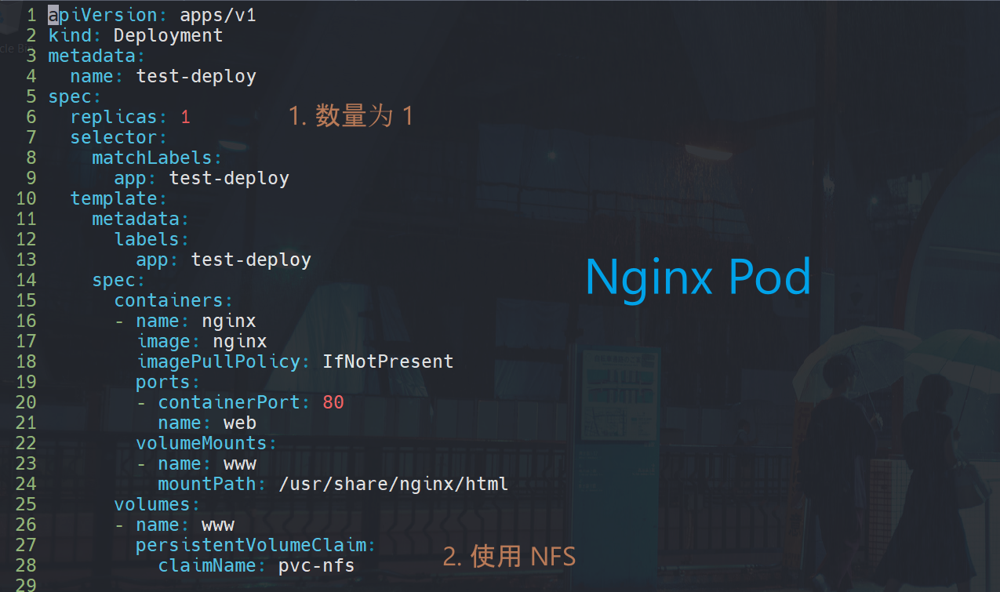 1 apiVersion: apps/v1
2 kind: Deployment
3 metadata:
4   name: test-deploy
5 spec:
6   replicas: 1 1. 数量为 1
7   selector:
8     matchLabels:
9       app: test-deploy
10   template:
11     metadata:
12       labels:
13         app: test-deploy
14     spec:
Nginx Pod
15       containers:
16       - name: nginx
17         image: nginx
18         imagePullPolicy: IfNotPresent
19         ports:
20         - containerPort: 80
21           name: web
22         volumeMounts:
23         - name: www
24           mountPath: /usr/share/nginx/html
25       volumes:
26       - name: www
27         persistentVolumeClaim:
28           claimName: pvc-nfs 2. 使用 NFS
29